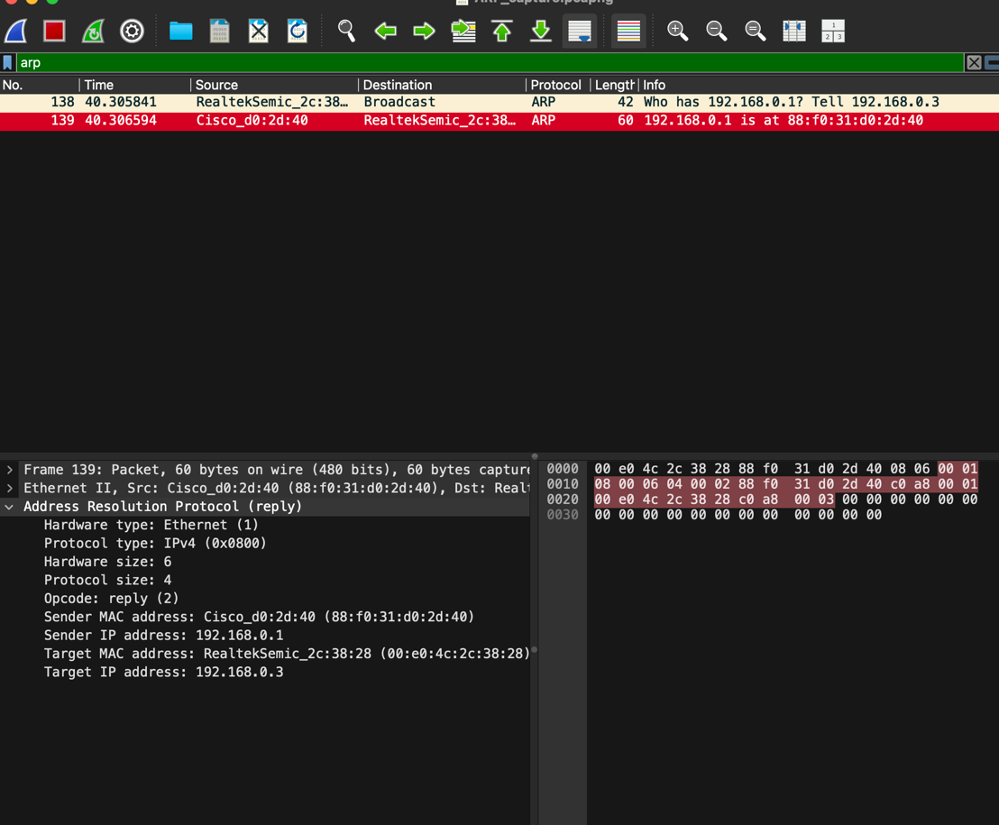 arp
No. Time Source Destination Protocol Length Info
138 40.305841 RealtekSemic_2c:38… Broadcast ARP 42 Who has 192.168.0.1? Tell 192.168.0.3
139 40.306594 Cisco_d0:2d:40 RealtekSemic_2c:38… ARP 60 192.168.0.1 is at 88:f0:31:d0:2d:40
Frame 139: Packet, 60 bytes on wire (480 bits), 60 bytes capture
Ethernet II, Src: Cisco_d0:2d:40 (88:f0:31:d0:2d:40), Dst: Realt
Address Resolution Protocol (reply)
Hardware type: Ethernet (1)
Protocol type: IPv4 (0x0800)
Hardware size: 6
Protocol size: 4
Opcode: reply (2)
Sender MAC address: Cisco_d0:2d:40 (88:f0:31:d0:2d:40)
Sender IP address: 192.168.0.1
Target MAC address: RealtekSemic_2c:38:28 (00:e0:4c:2c:38:28)
Target IP address: 192.168.0.3
0000 00 e0 4c 2c 38 28 88 f0 31 d0 2d 40 08 06 00 01
0010 08 00 06 04 00 02 88 f0 31 d0 2d 40 c0 a8 00 01
0020 00 e0 4c 2c 38 28 c0 a8 00 03 00 00 00 00 00 00
0030 00 00 00 00 00 00 00 00 00 00 00 00